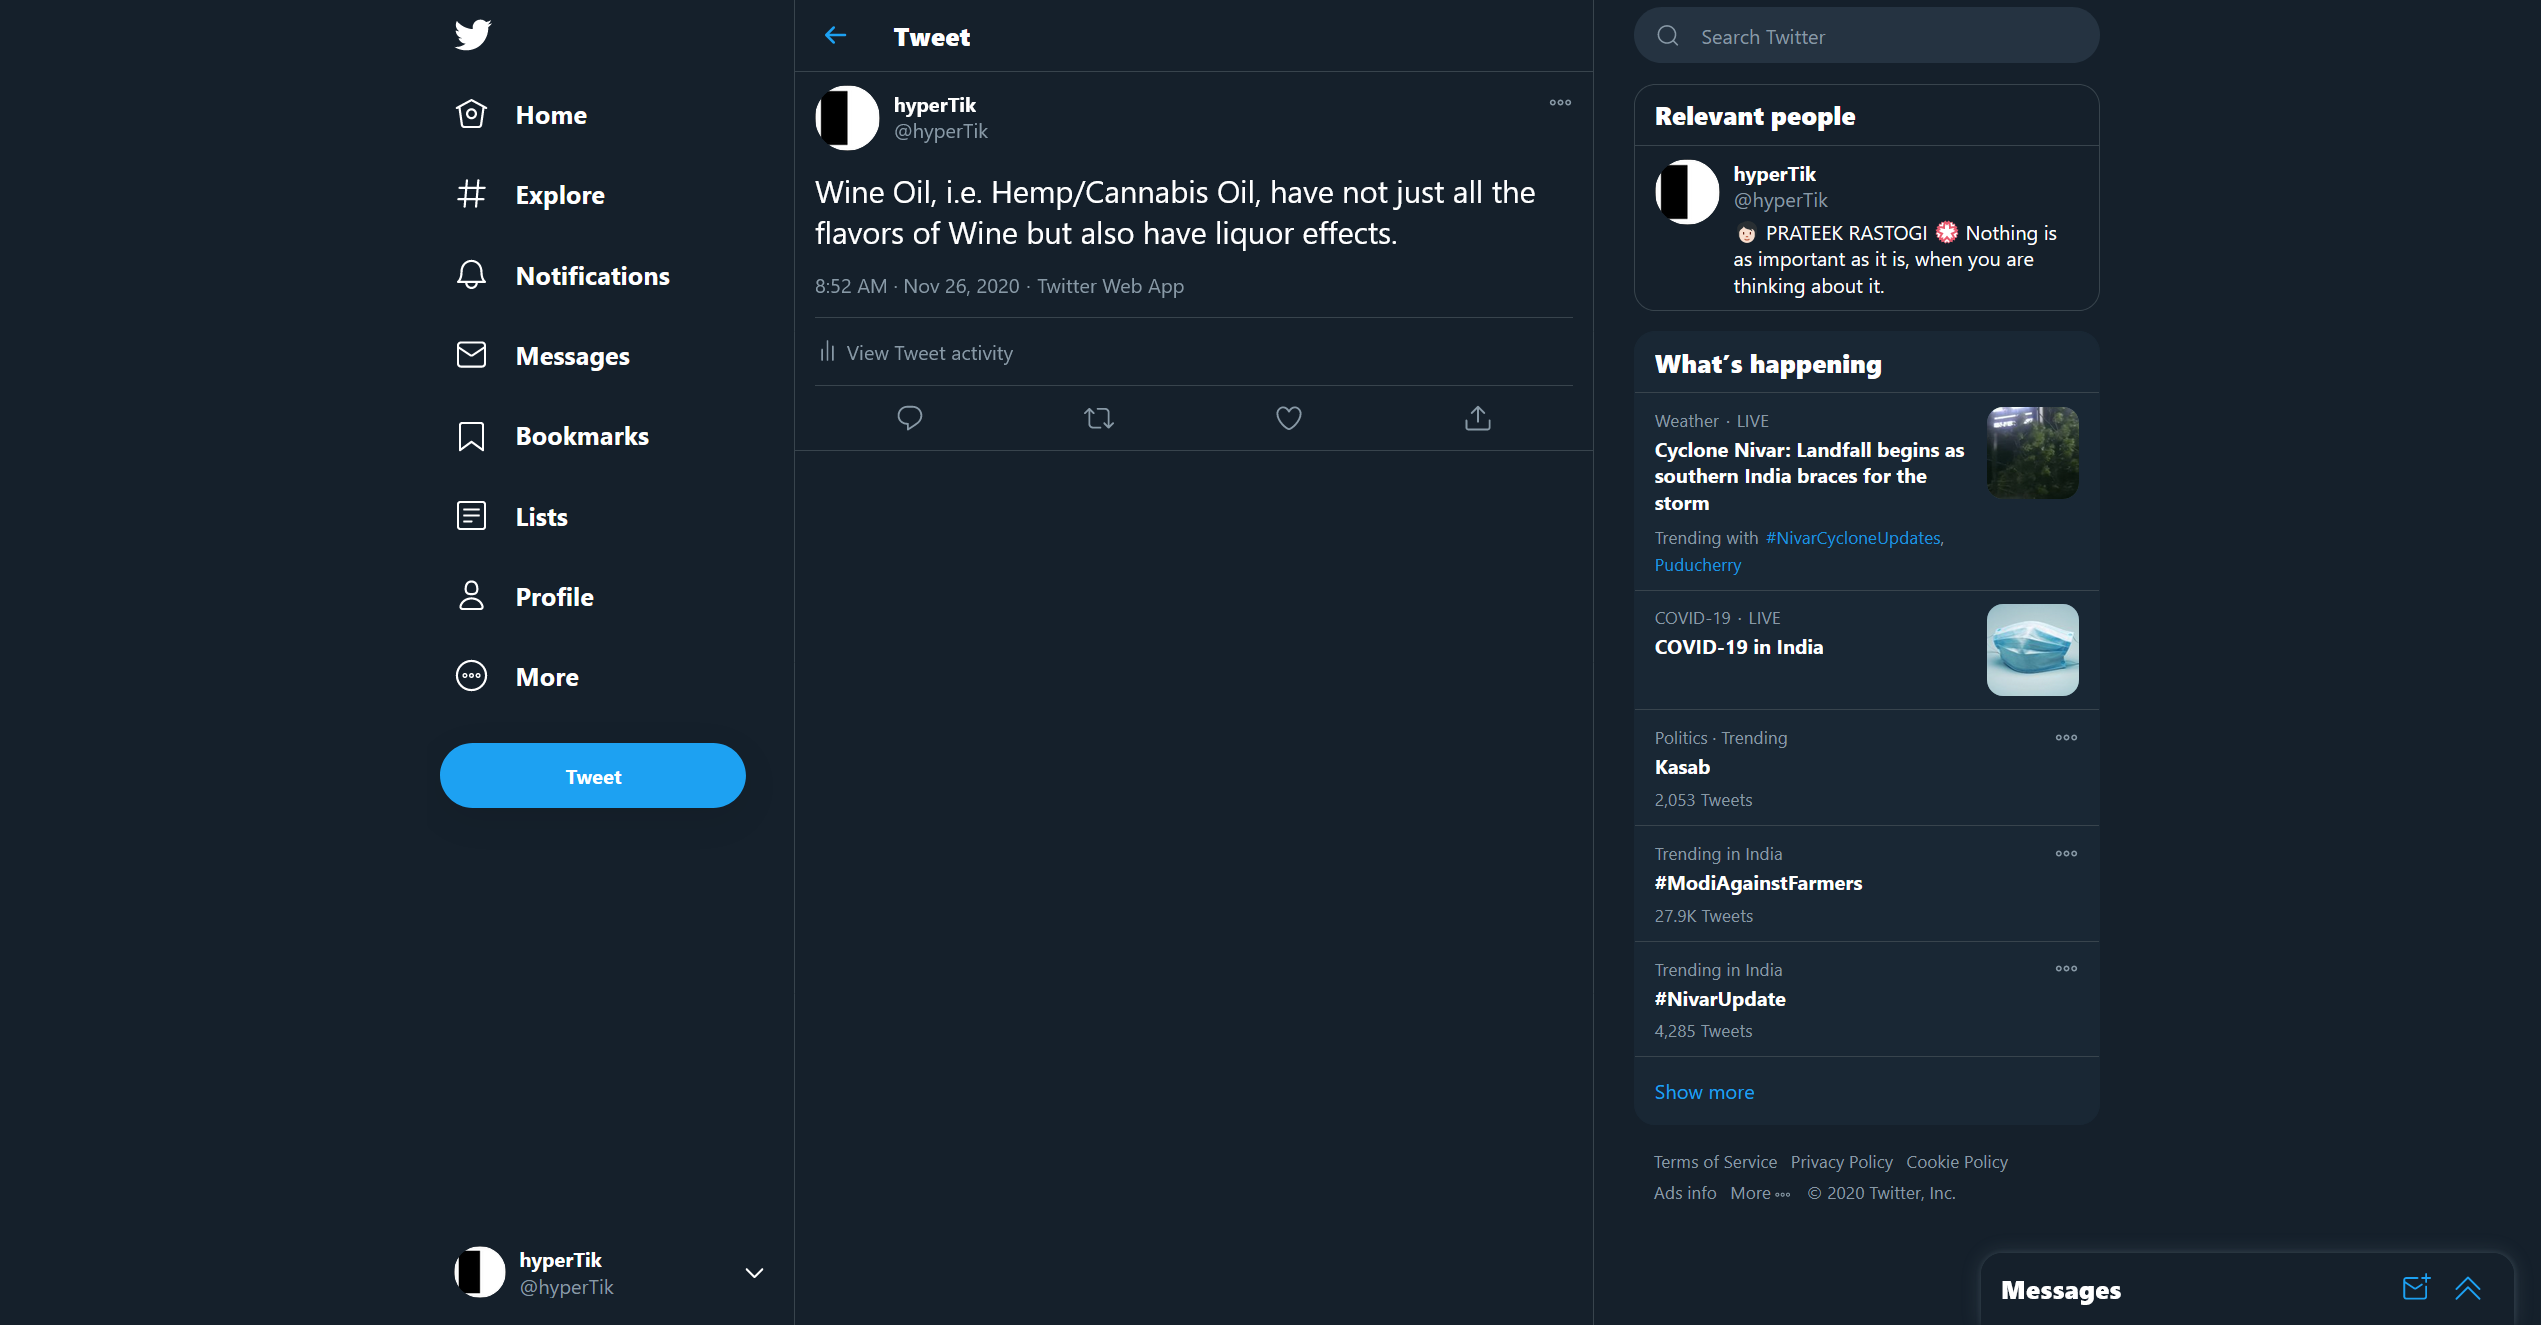 Home
Explore
Notifications
Messages
Bookmarks
Lists
Profile
More
Tweet
hyperTik
@hyperTik
Tweet
hyperTik
@hyperTik
Wine Oil, i.e. Hemp/Cannabis Oil, have not just all the
flavors of Wine but also have liquor effects.
8:52 AM · Nov 26, 2020 · Twitter Web App
View Tweet activity
Search Twitter
Relevant people
hyperTik
@hyperTik
PRATEEK RASTOGI Nothing is
as important as it is, when you are
thinking about it.
What's happening
Weather · LIVE
Cyclone Nivar: Landfall begins as
southern India braces for the
storm
Trending with #NivarCycloneUpdates,
Puducherry
COVID-19 · LIVE
COVID-19 in India
Politics · Trending
Kasab
2,053 Tweets
Trending in India
#ModiAgainstFarmers
27.9K Tweets
Trending in India
#NivarUpdate
4,285 Tweets
Show more
Terms of Service Privacy Policy Cookie Policy
Ads info More © 2020 Twitter, Inc.
Messages